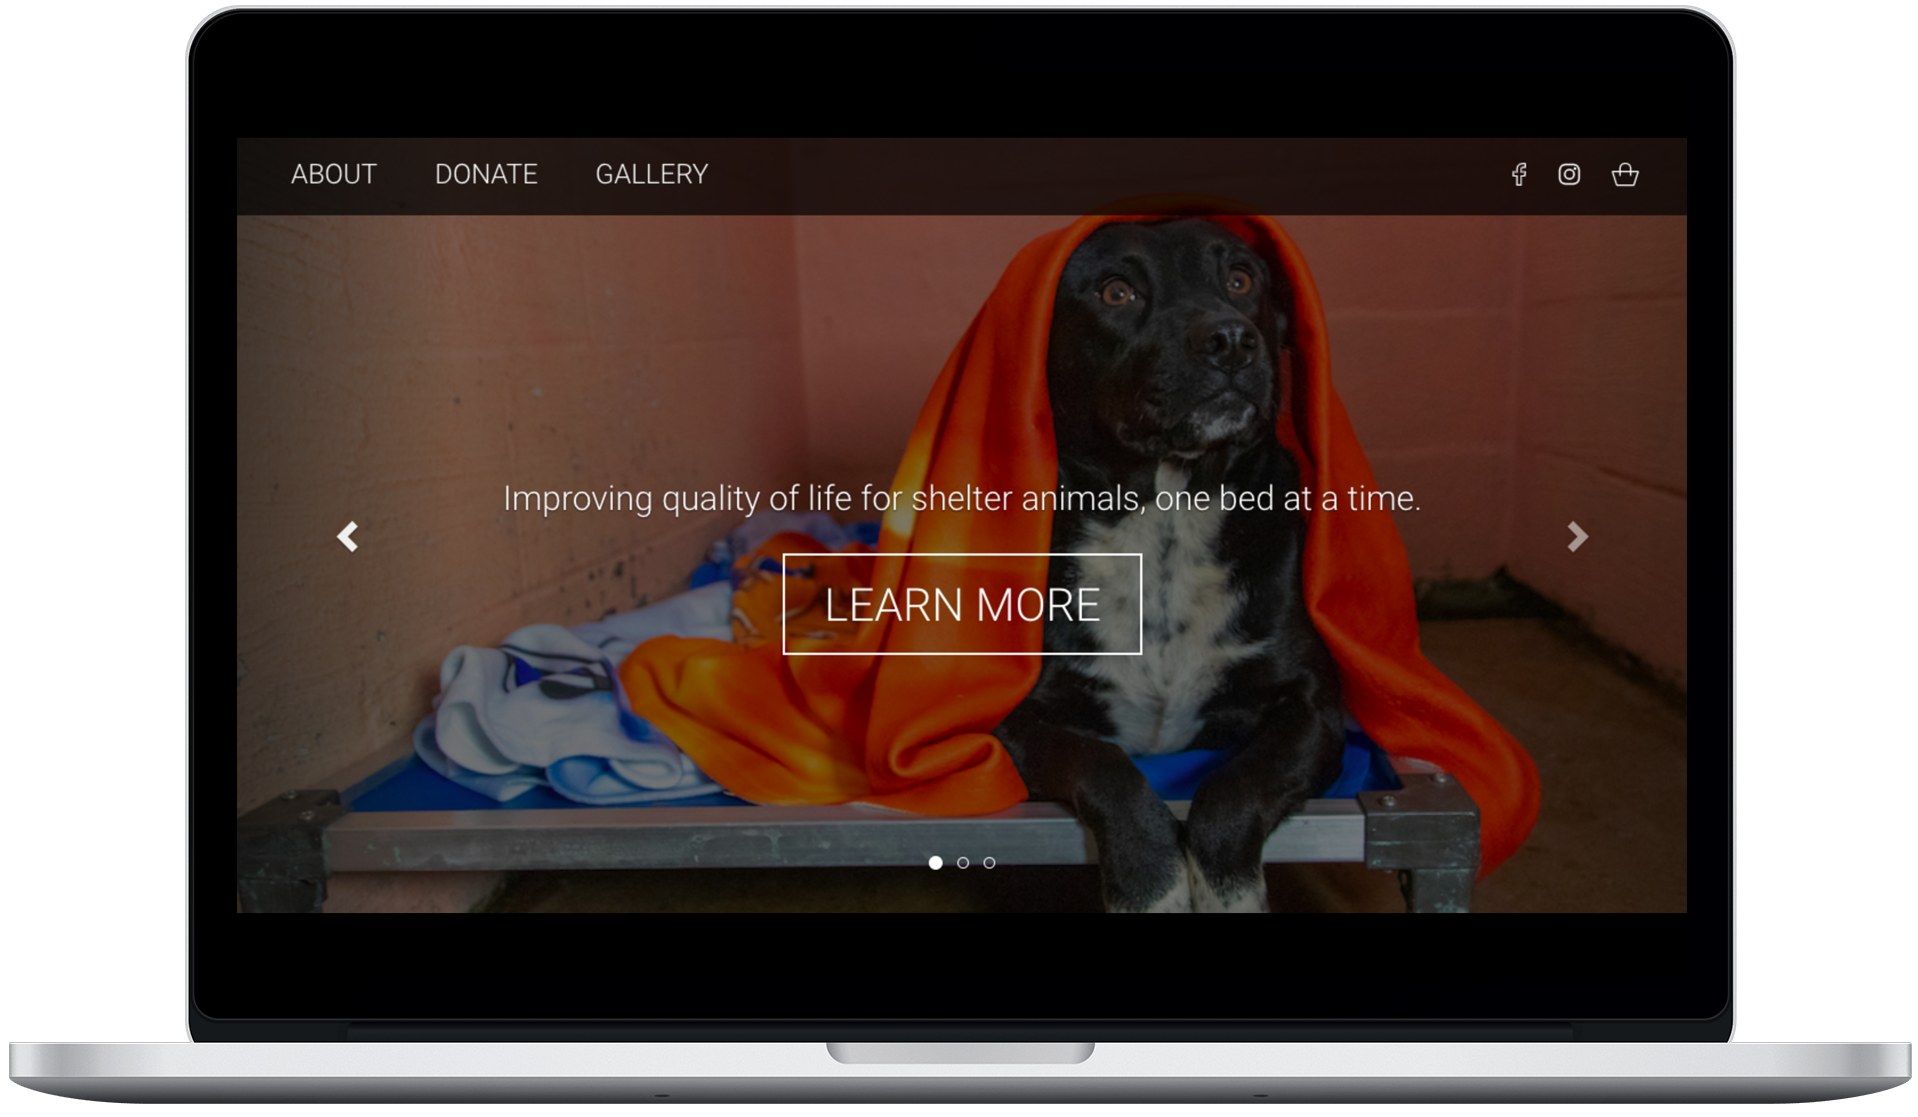 ABOUT DONATE GALLERY
Improving quality of life for shelter animals, one bed at a time.
LEARN MORE